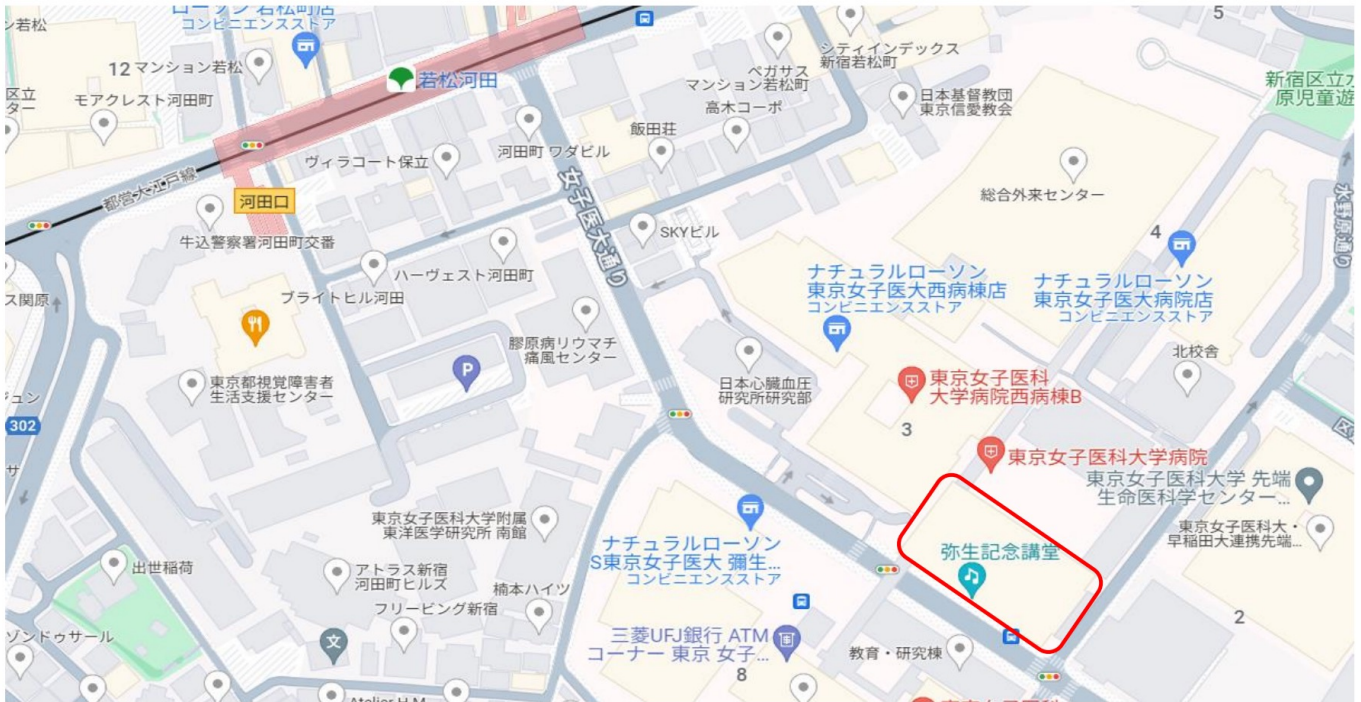 ローソン 若松町店
コンビニエンスストア
ン若松
12
マンション若松
区立
モアクレスト河田町
若松河田
ヴィラコート保立
都営大江戸線
河田口
牛込警察署河田町交番
ブライトヒル河田
ハーヴェスト河田町
河田町 ワダビル
飯田荘
ペガサス
マンション若松町
高木コーポ
シティインデックス
新宿若松町
日本基督教団
東京信愛教会
5
新宿区立水
原児童遊
総合外来センター
4
水野原通り
女子医大通り
SKYビル
ナチュラルローソン
東京女子医大西病棟店
コンビニエンスストア
ナチュラルローソン
東京女子医大病院店
コンビニエンスストア
北校舎
ス関原
膠原病リウマチ
痛風センター
P
東京都視覚障害者
生活支援センター
302
サ
日本心臓血圧
研究所研究部
東京女子医科
大学病院西病棟B
3
東京女子医科大学病院
東京女子医科大学 先端
生命医科学センター...
東京女子医科大・
早稲田大連携先端...
東京女子医科大学附属
東洋医学研究所 南館
ナチュラルローソン
S東京女子医大 彌生...
コンビニエンスストア
弥生記念講堂
出世稲荷
アトラス新宿
河田町ヒルズ
楠本ハイツ
フリービング新宿
文
ゾンドゥサール
三菱UFJ銀行 ATM
コーナー 東京 女子...
8
教育・研究棟
2